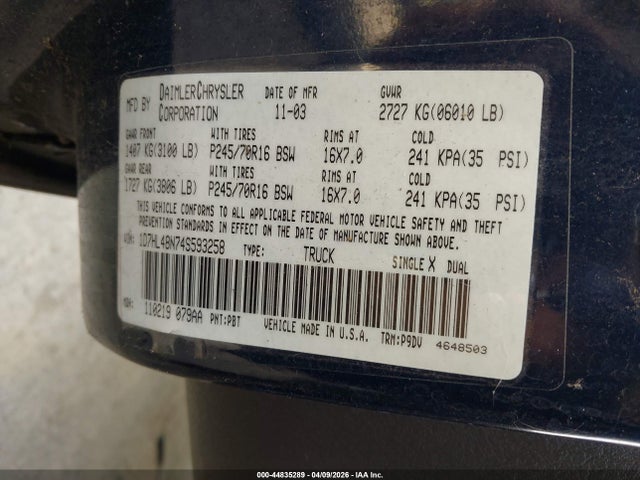 MFD BY DAIMLERCHRYSLER CORPORATION DATE OF MFR 11-03 GVWR 2727 KG(06010 LB)
GAWR FRONT WITH TIRES RIMS AT COLD
1407 KG(3100 LB) P245/70R16 BSW 16X7.0 241 KPA(35 PSI)
GAWR REAR WITH TIRES RIMS AT COLD
1727 KG(3806 LB) P245/70R16 BSW 16X7.0 241 KPA(35 PSI)
THIS VEHICLE CONFORMS TO ALL APPLICABLE FEDERAL MOTOR VEHICLE SAFETY AND THEFT
PREVENTION STANDARDS IN EFFECT ON THE DATE OF MANUFACTURE SHOWN ABOVE.
VIN: 1D7HL48N74S593258 TYPE: TRUCK SINGLE X DUAL
MDH: 110219 079AA PNT:PBT VEHICLE MADE IN U.S.A. TRM:P9DV 4648503
000-44835289 - 04/09/2026 - IAA Inc.